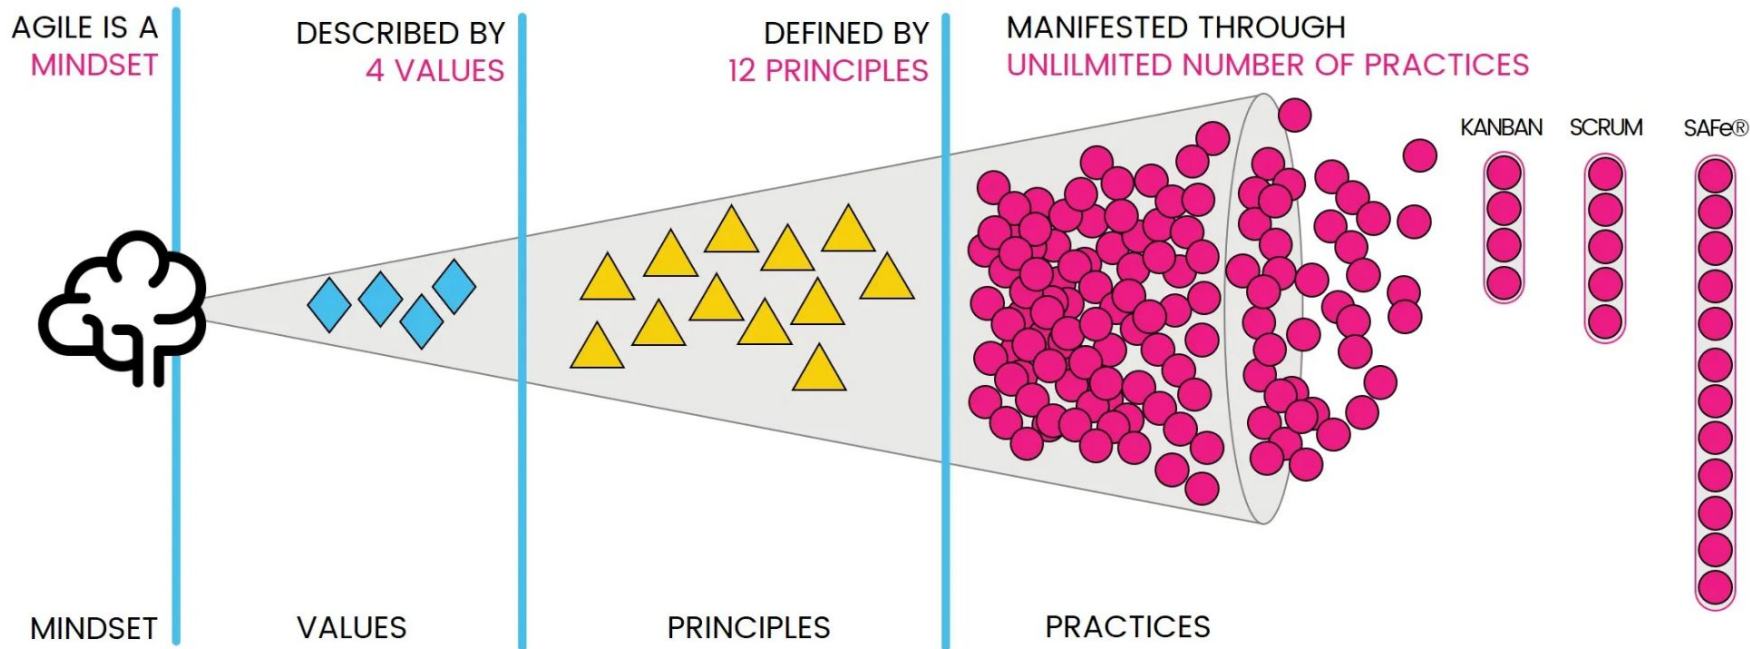 AGILE IS A
MINDSET
DESCRIBED BY
4 VALUES
DEFINED BY
12 PRINCIPLES
MANIFESTED THROUGH
UNLILMITED NUMBER OF PRACTICES
KANBAN
SCRUM
SAFe®
MINDSET
VALUES
PRINCIPLES
PRACTICES